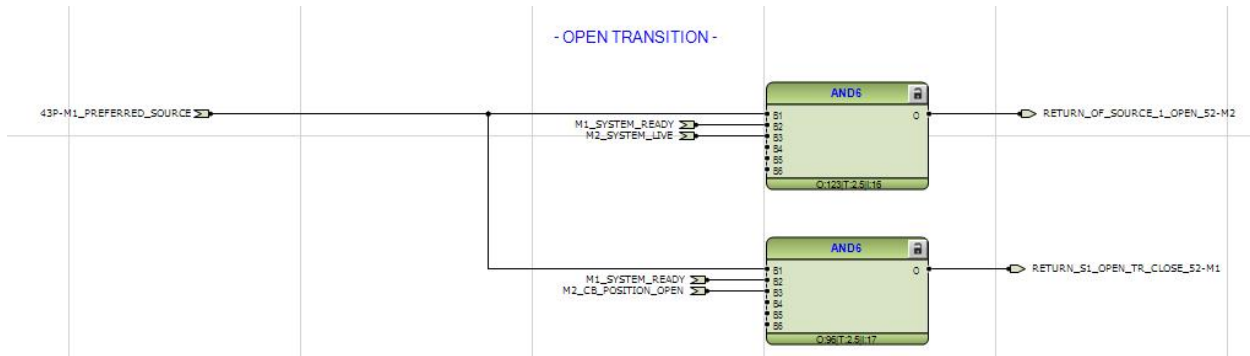 - OPEN TRANSITION -
AND6
43P-M1_PREFERRED_SOURCE
B1
O
RETURN_OF_SOURCE_1_OPEN_52-M2
M1_SYSTEM_READY
B2
M2_SYSTEM_LIVE
B3
B4
B5
B6
O:123|T:2.5|I:16
AND6
B1
O
RETURN_S1_OPEN_TR_CLOSE_52-M1
M1_SYSTEM_READY
B2
M2_CB_POSITION_OPEN
B3
B4
B5
B6
O:96|T:2.5|I:17